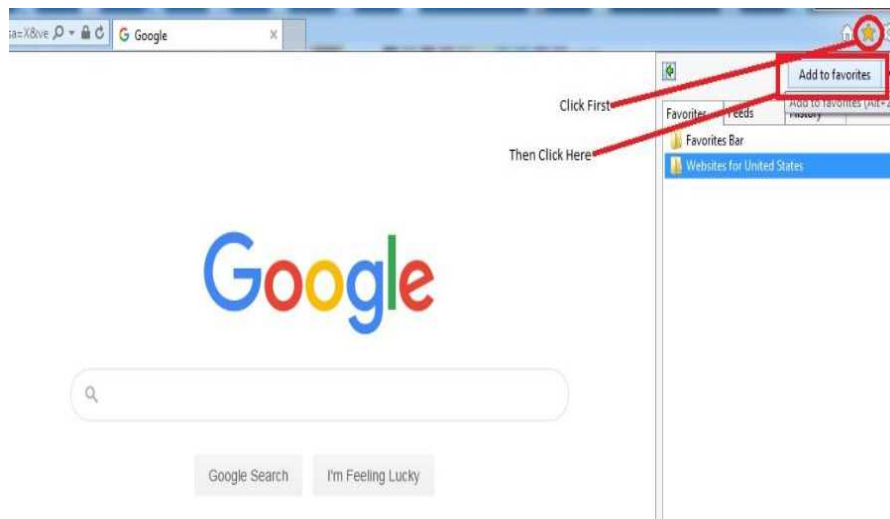 sa=X&ve
Google
Add to favorites
Click First
Add to favorites (Alt+Z
Favorites Feeds History
Then Click Here
Favorites Bar
Websites for United States
Google
Google Search I'm Feeling Lucky